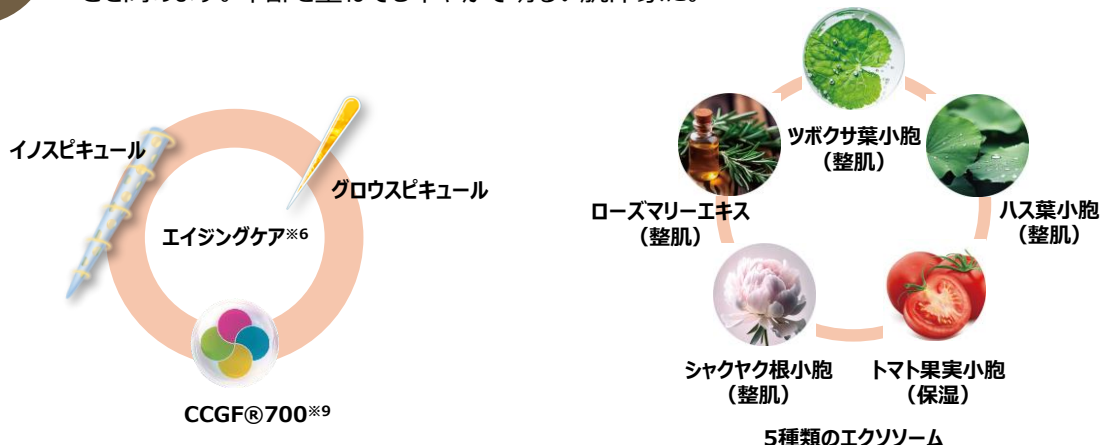 イノスピキュール
グロウスピキュール
エイジングケア※6
CCGF®700※9
ツボクサ葉小胞
（整肌）
ローズマリーエキス
（整肌）
ハス葉小胞
（整肌）
シャクヤク根小胞
（整肌）
トマト果実小胞
（保湿）
5種類のエクソソーム